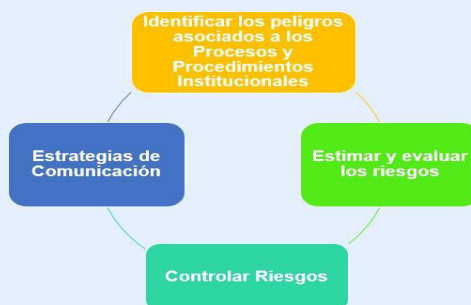 Identificar los peligros
asociados a los
Procesos y
Procedimientos
Institucionales
Estrategias de
Comunicación
Estimar y evaluar
los riesgos
Controlar Riesgos